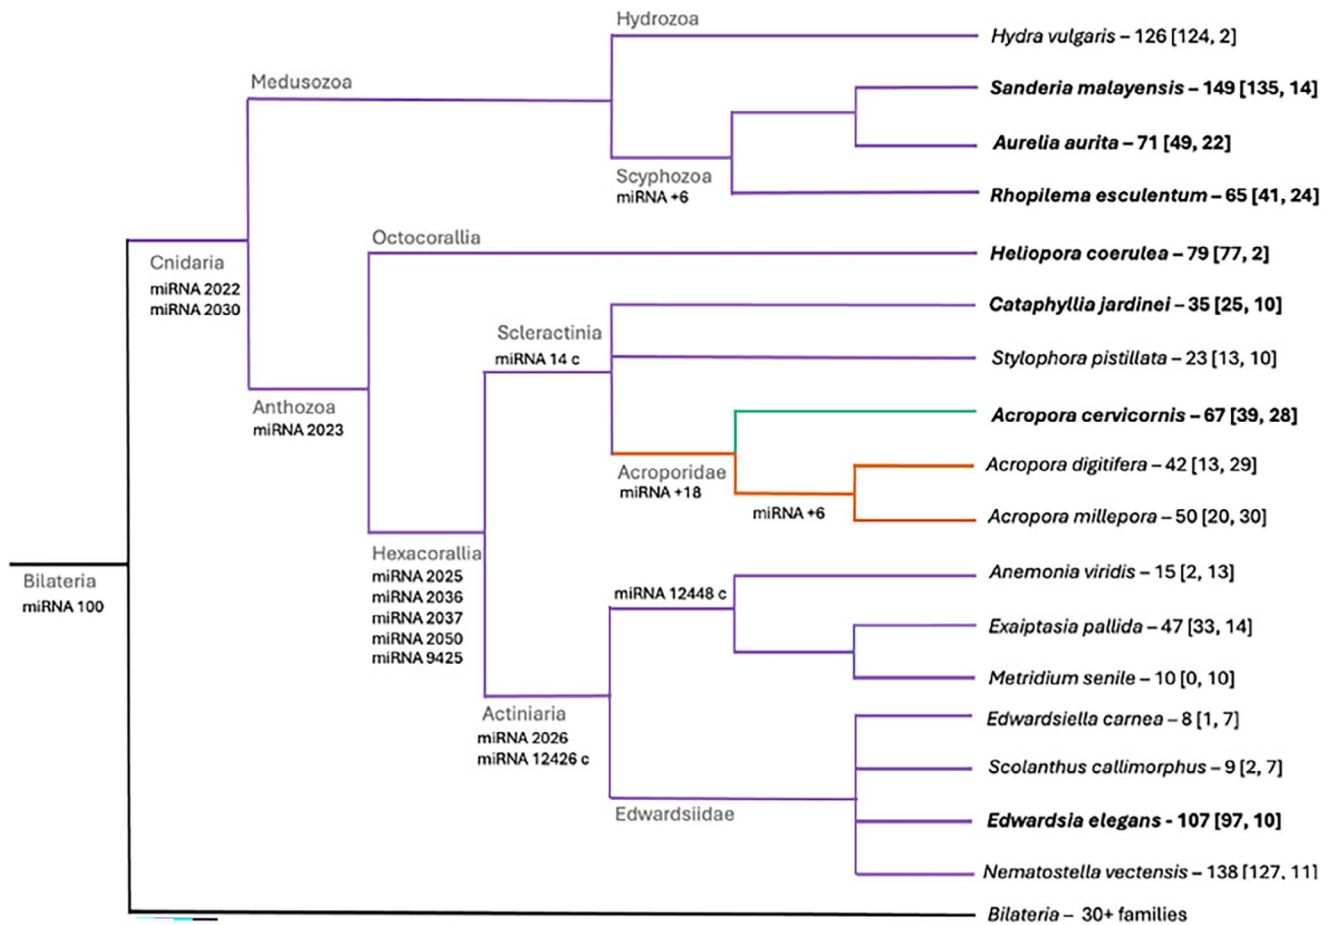 Hydrozoa
Hydra vulgaris – 126 [124, 2]
Medusozoa
Sanderia malayensis – 149 [135, 14]
Aurelia aurita – 71 [49, 22]
Scyphozoa
miRNA +6
Rhopilema esculentum – 65 [41, 24]
Octocorallia
Heliopora coerulea – 79 [77, 2]
Cnidaria
miRNA 2022
miRNA 2030
Cataphyllia jardinei – 35 [25, 10]
Scleractinia
miRNA 14 c
Stylophora pistillata – 23 [13, 10]
Anthozoa
miRNA 2023
Acropora cervicornis – 67 [39, 28]
Acroporidae
miRNA +18
Acropora digitifera – 42 [13, 29]
miRNA +6
Acropora millepora – 50 [20, 30]
Hexacorallia
miRNA 2025
miRNA 2036
miRNA 2037
miRNA 2050
miRNA 9425
Bilateria
miRNA 100
Anemonia viridis – 15 [2, 13]
miRNA 12448 c
Exaiptasia pallida – 47 [33, 14]
Metridium senile – 10 [0, 10]
Actiniaria
miRNA 2026
miRNA 12426 c
Edwardsiella carnea – 8 [1, 7]
Scolanthus callimorphus – 9 [2, 7]
Edwardsiidae
Edwardsia elegans - 107 [97, 10]
Nematostella vectensis – 138 [127, 11]
Bilateria – 30+ families